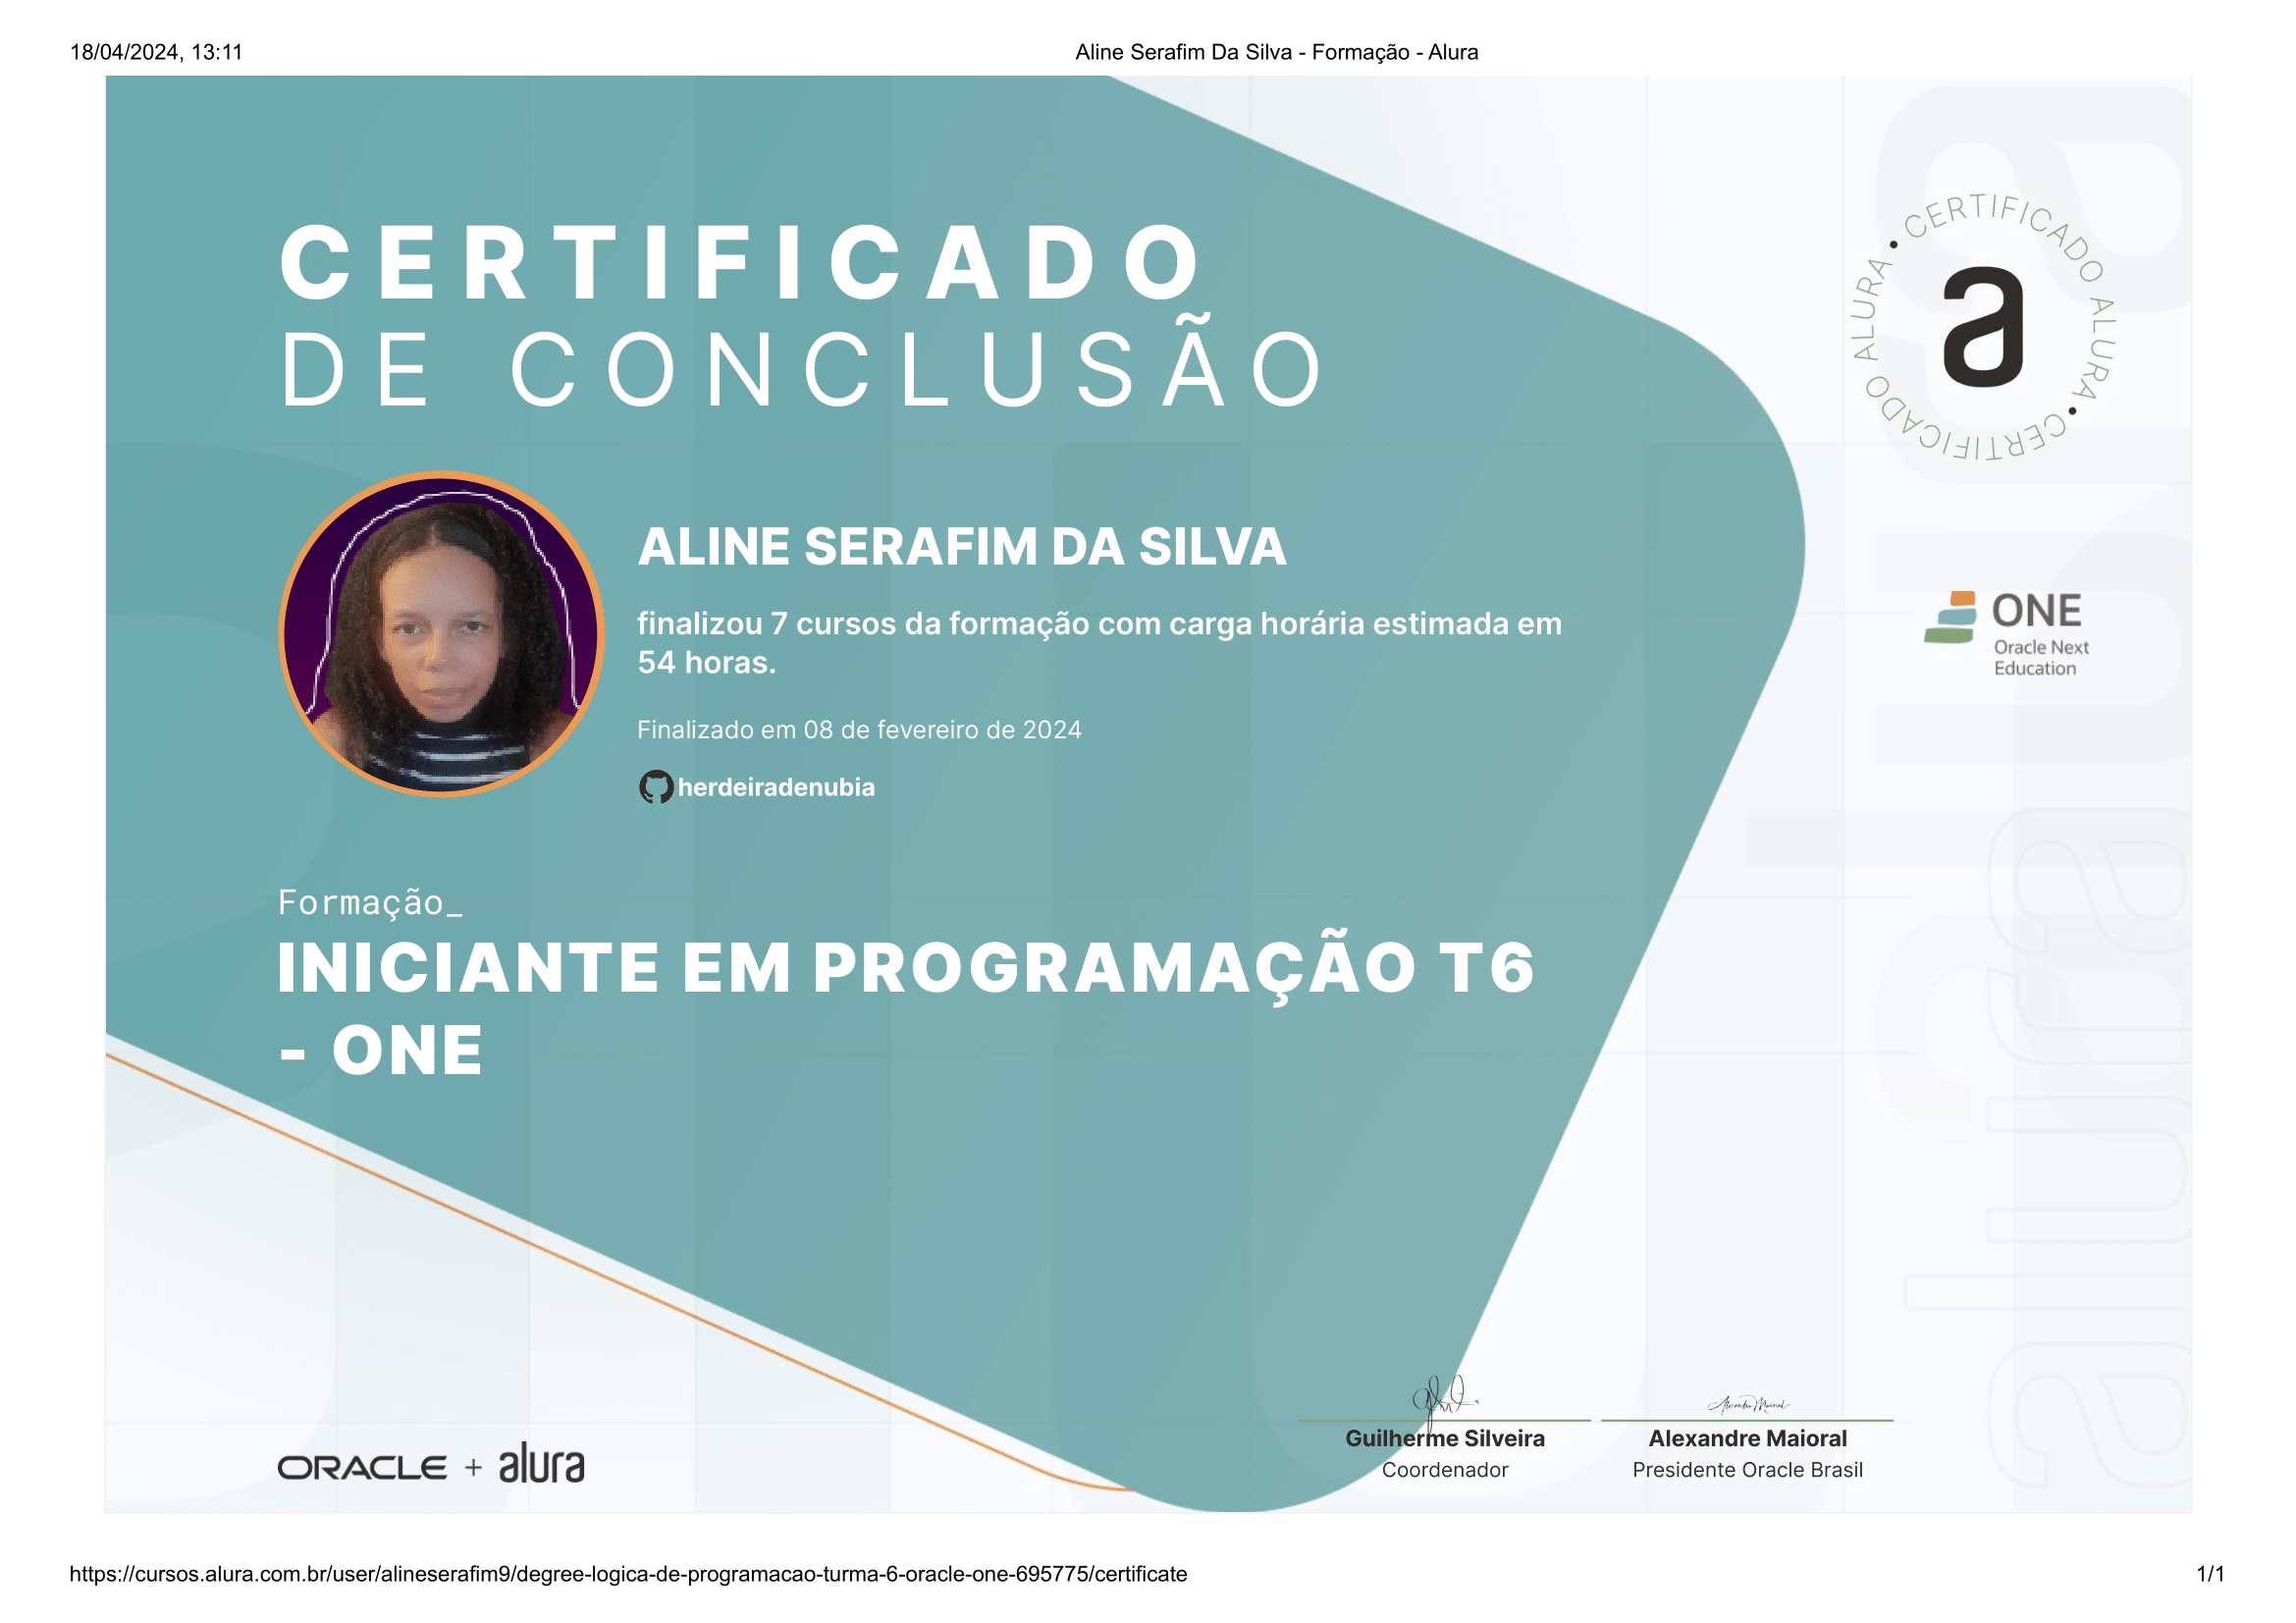 18/04/2024, 13:11
Aline Serafim Da Silva - Formação - Alura
CERTIFICADO
DE CONCLUSÃO
• CERTIFICADO ALURA • CERTIFICADO ALURA
a
ALINE SERAFIM DA SILVA
finalizou 7 cursos da formação com carga horária estimada em
54 horas.
Finalizado em 08 de fevereiro de 2024
herdeiradenubia
ONE
Oracle Next
Education
Formação_
INICIANTE EM PROGRAMAÇÃO T6
- ONE
alura
alura
ORACLE + alura
Guilherme Silveira
Coordenador
Alexandre Maioral
Presidente Oracle Brasil
https://cursos.alura.com.br/user/alineserafim9/degree-logica-de-programacao-turma-6-oracle-one-695775/certificate
1/1